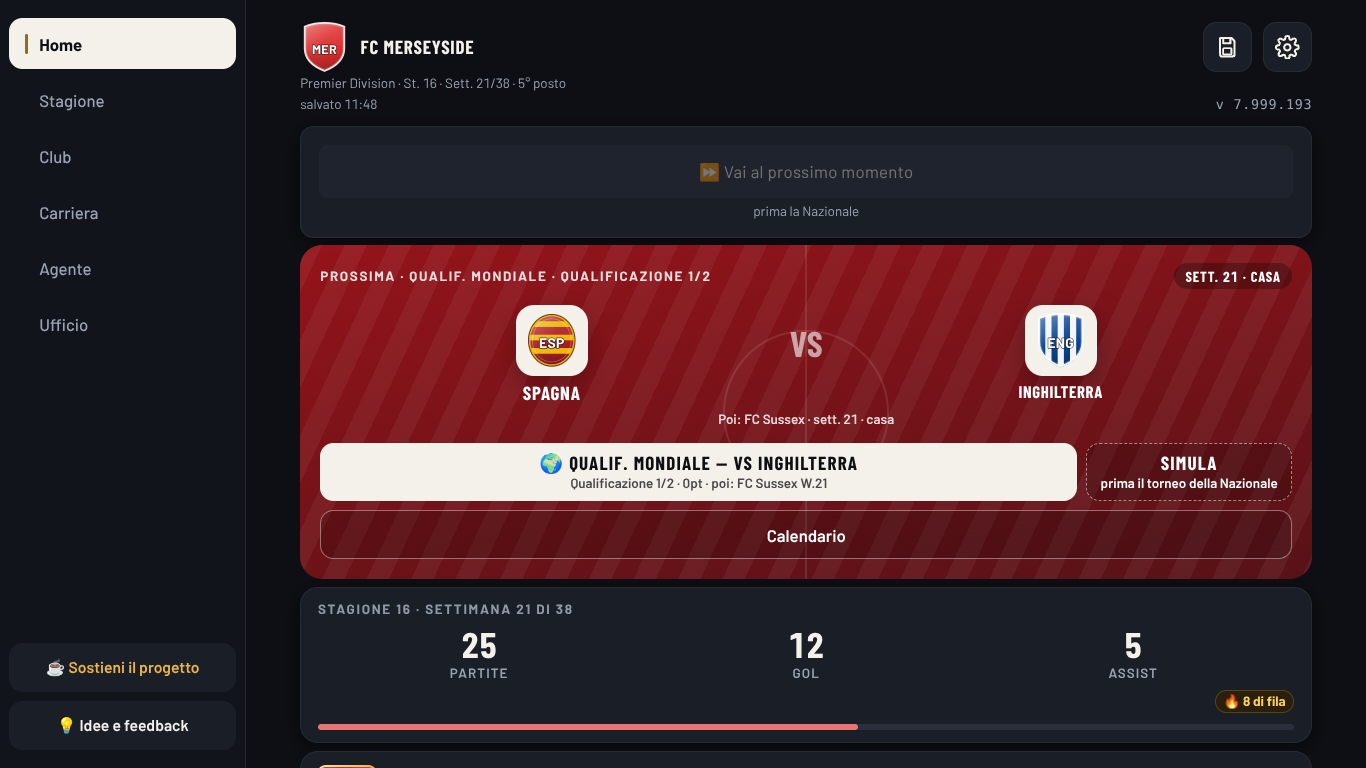 Home
Stagione
Club
Carriera
Agente
Ufficio
☕ Sostieni il progetto
💡 Idee e feedback
MER
FC MERSEYSIDE
Premier Division · St. 16 · Sett. 21/38 · 5° posto
salvato 11:48
v 7.999.193
⏩ Vai al prossimo momento
prima la Nazionale
PROSSIMA · QUALIF. MONDIALE · QUALIFICAZIONE 1/2
SETT. 21 · CASA
ESP
VS
ENG
SPAGNA
INGHILTERRA
Poi: FC Sussex · sett. 21 · casa
🌍 QUALIF. MONDIALE — VS INGHILTERRA
Qualificazione 1/2 · 0pt · poi: FC Sussex W.21
SIMULA
prima il torneo della Nazionale
Calendario
STAGIONE 16 · SETTIMANA 21 DI 38
25
PARTITE
12
GOL
5
ASSIST
🔥 8 di fila